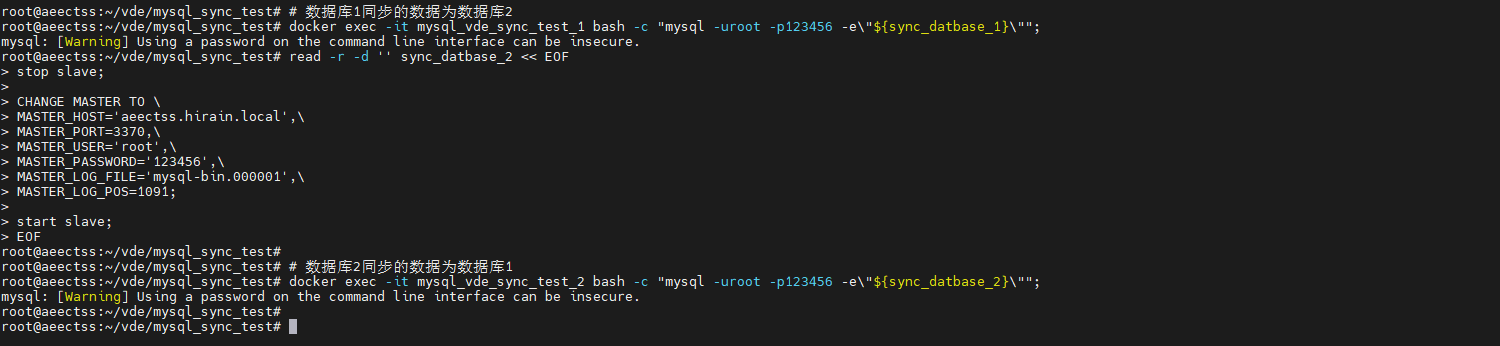 root@aeectss:~/vde/mysql_sync_test# # 数据库1同步的数据为数据库2
root@aeectss:~/vde/mysql_sync_test# docker exec -it mysql_vde_sync_test_1 bash -c "mysql -uroot -p123456 -e\"${sync_datbase_1}\"";
mysql: [Warning] Using a password on the command line interface can be insecure.
root@aeectss:~/vde/mysql_sync_test# read -r -d '' sync_datbase_2 << EOF
> stop slave;
>
> CHANGE MASTER TO \
> MASTER_HOST='aeectss.hirain.local',\
> MASTER_PORT=3370,\
> MASTER_USER='root',\
> MASTER_PASSWORD='123456',\
> MASTER_LOG_FILE='mysql-bin.000001',\
> MASTER_LOG_POS=1091;
>
> start slave;
> EOF
root@aeectss:~/vde/mysql_sync_test#
root@aeectss:~/vde/mysql_sync_test# # 数据库2同步的数据为数据库1
root@aeectss:~/vde/mysql_sync_test# docker exec -it mysql_vde_sync_test_2 bash -c "mysql -uroot -p123456 -e\"${sync_datbase_2}\"";
mysql: [Warning] Using a password on the command line interface can be insecure.
root@aeectss:~/vde/mysql_sync_test#
root@aeectss:~/vde/mysql_sync_test#